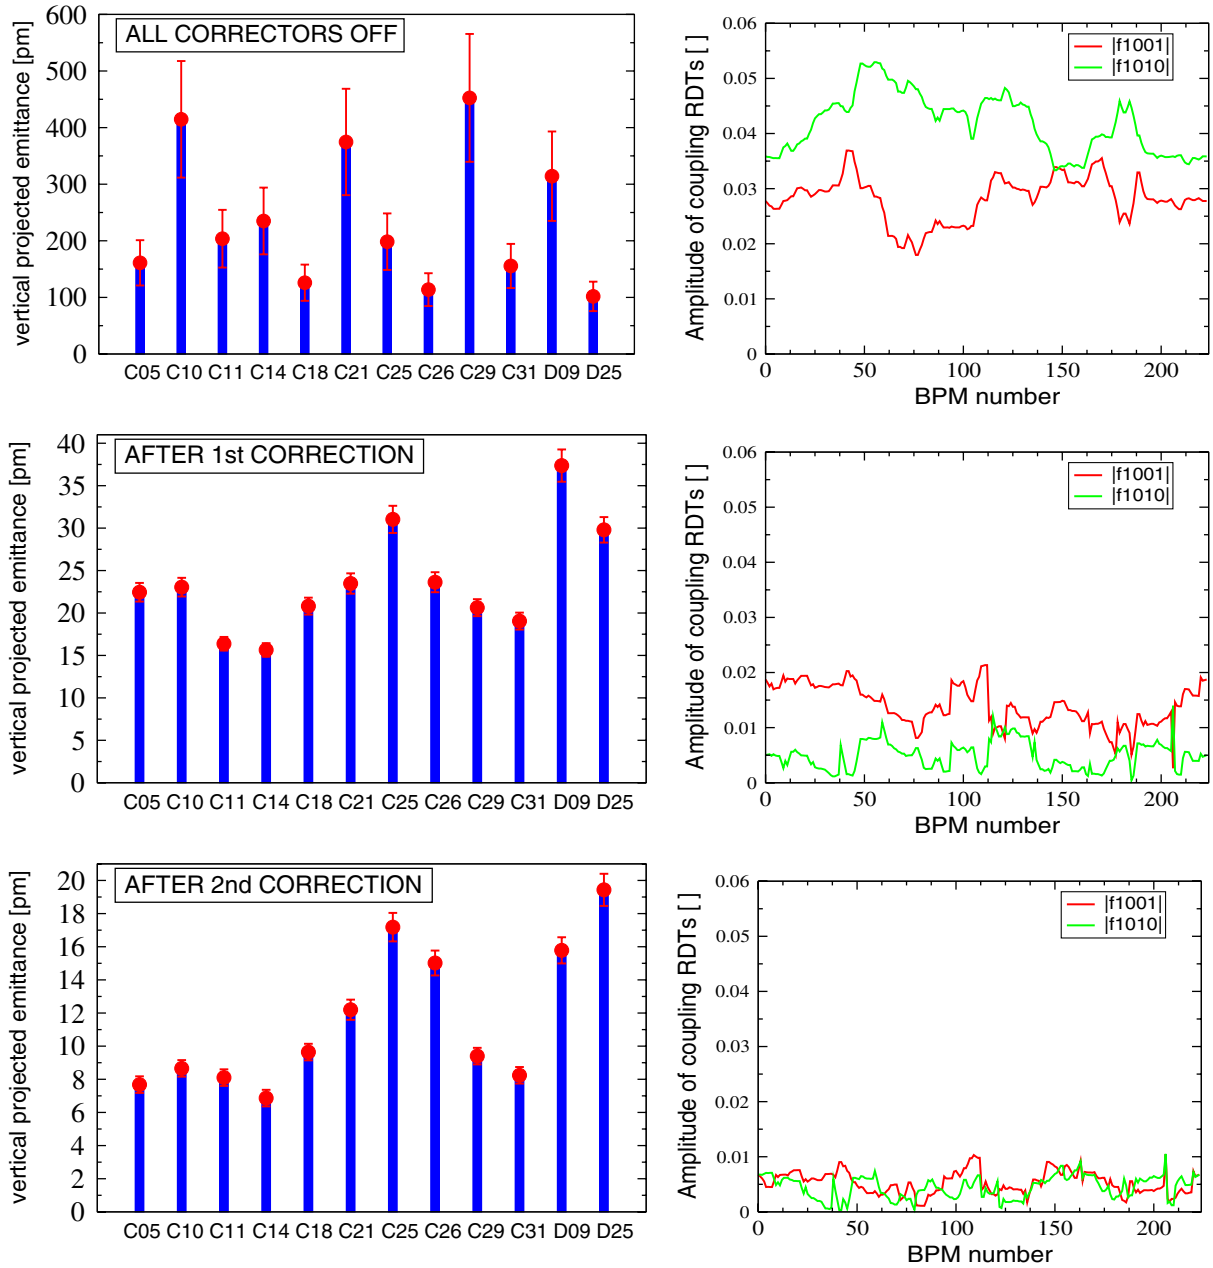 ALL CORRECTORS OFF
vertical projected emittance [pm]
600
500
400
300
200
100
0
C05 C10 C11 C14 C18 C21 C25 C26 C29 C31 D09 D25
|f1001|
|f1010|
Amplitude of coupling RDTs [ ]
0.06
0.05
0.04
0.03
0.02
0.01
0
0 50 100 150 200
BPM number
AFTER 1st CORRECTION
vertical projected emittance [pm]
40
35
30
25
20
15
10
5
0
C05 C10 C11 C14 C18 C21 C25 C26 C29 C31 D09 D25
|f1001|
|f1010|
Amplitude of coupling RDTs [ ]
0.06
0.05
0.04
0.03
0.02
0.01
0
0 50 100 150 200
BPM number
AFTER 2nd CORRECTION
vertical projected emittance [pm]
20
18
16
14
12
10
8
6
4
2
0
C05 C10 C11 C14 C18 C21 C25 C26 C29 C31 D09 D25
|f1001|
|f1010|
Amplitude of coupling RDTs [ ]
0.06
0.05
0.04
0.03
0.02
0.01
0
0 50 100 150 200
BPM number